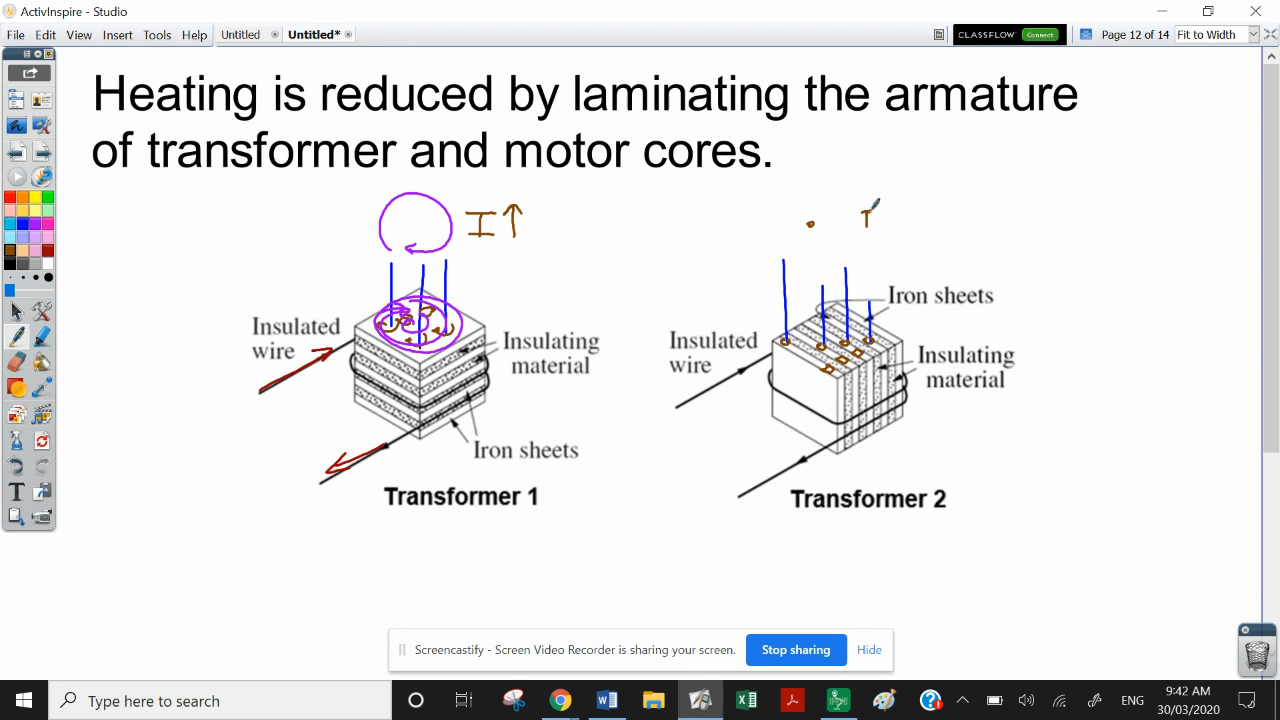 ActivInspire - Studio
File Edit View Insert Tools Help Untitled Untitled* CLASSFLOW Connect Page 12 of 14 Fit to Width
Heating is reduced by laminating the armature
of transformer and motor cores.
I↑
Insulated
wire
Insulating
material
Iron sheets
Transformer 1
Iron sheets
Insulated
wire
Insulating
material
Transformer 2
Screencastify - Screen Video Recorder is sharing your screen. Stop sharing Hide
Type here to search
ENG
9:42 AM
30/03/2020